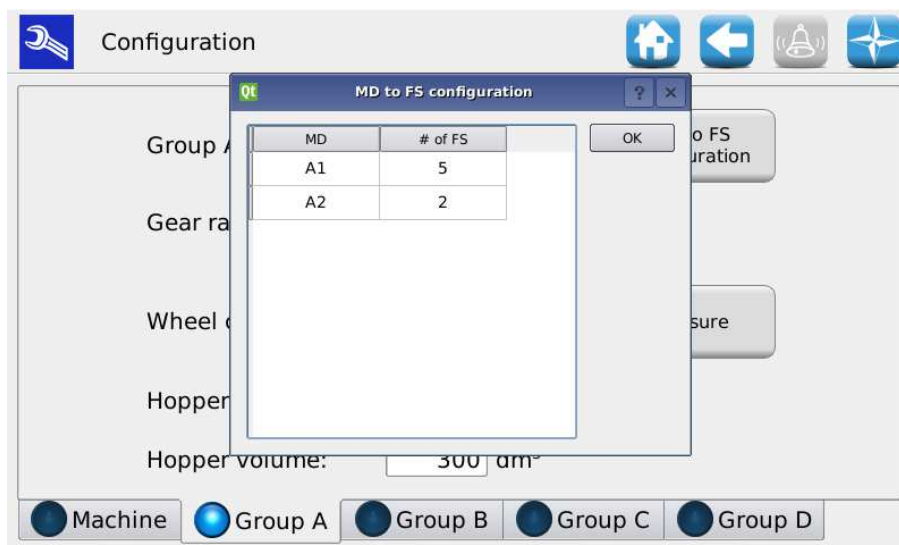 Configuration
Qt MD to FS configuration ? ×
MD # of FS
A1 5
A2 2
OK
Group
o FS
uration
Gear ra
Wheel
sure
Hopper
Hopper volume: 300 dm³
Machine Group A Group B Group C Group D